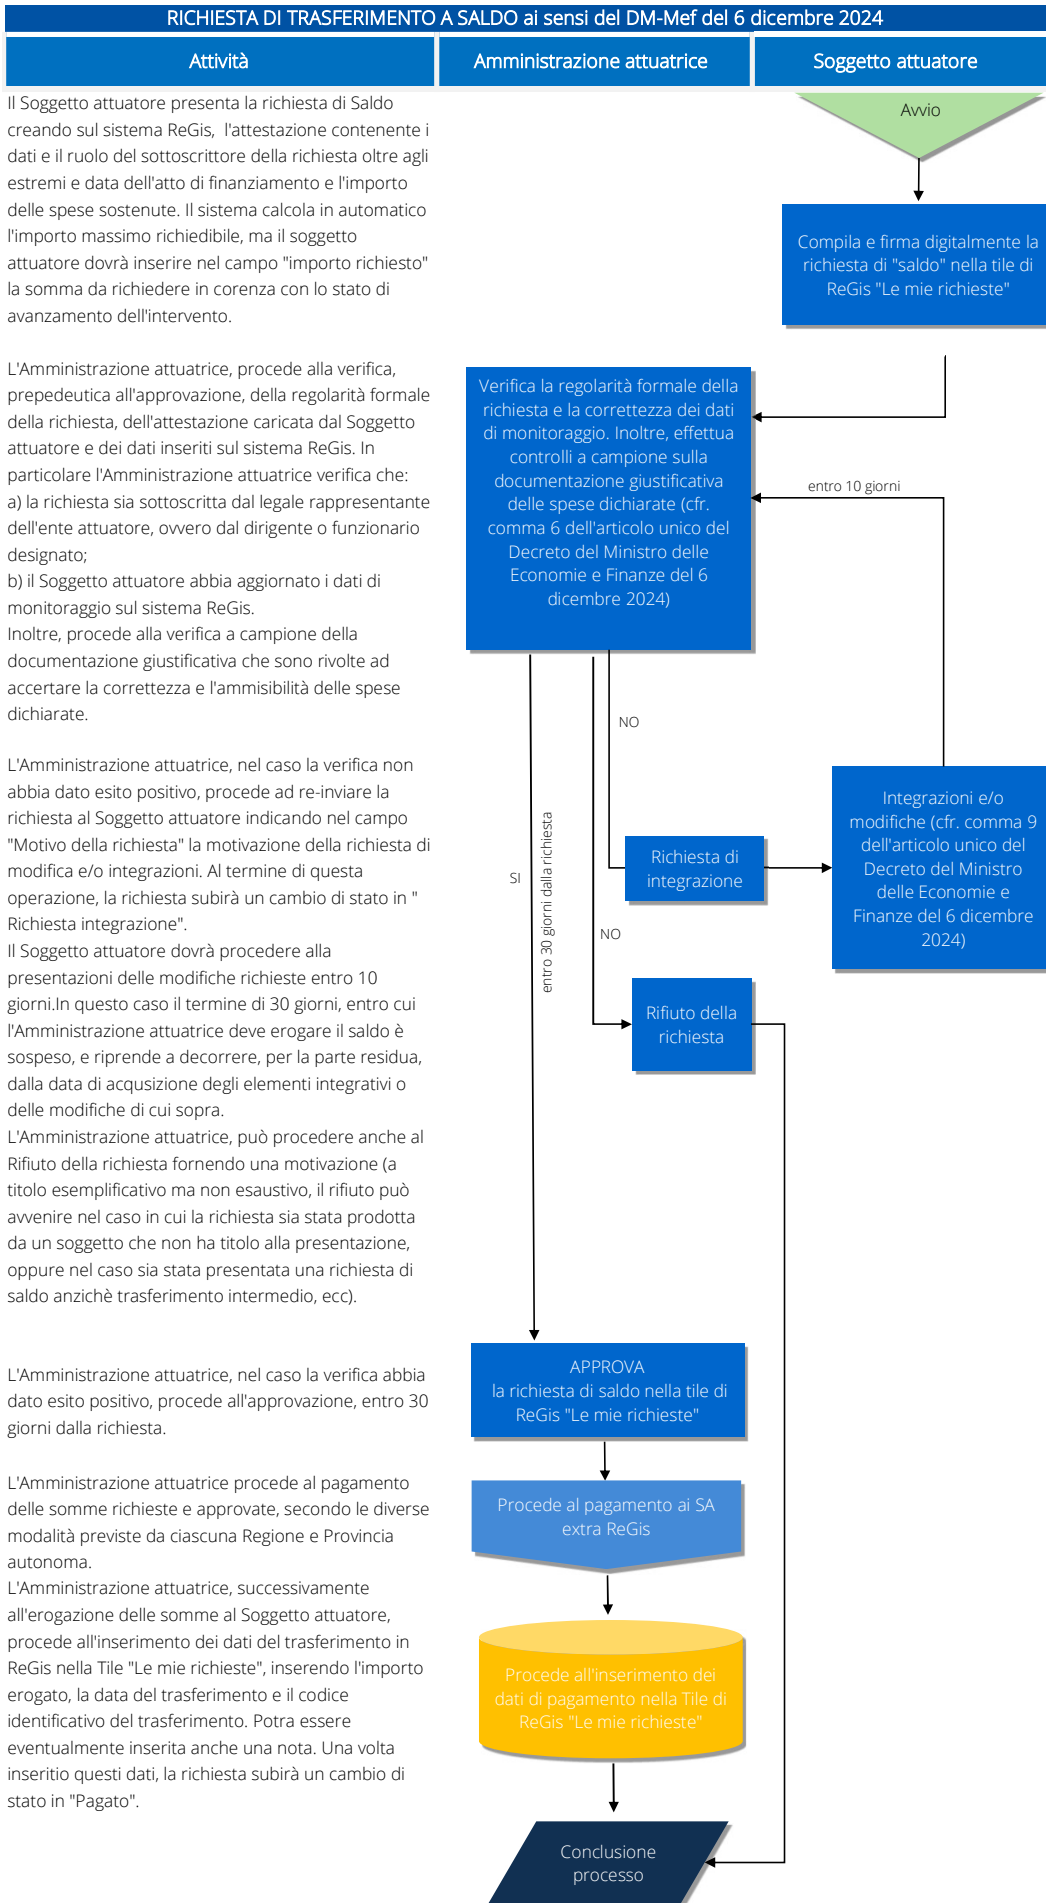 RICHIESTA DI TRASFERIMENTO A SALDO ai sensi del DM-Mef del 6 dicembre 2024
Attività
Amministrazione attuatrice
Soggetto attuatore
Il Soggetto attuatore presenta la richiesta di Saldo
creando sul sistema ReGis, l'attestazione contenente i
dati e il ruolo del sottoscrittore della richiesta oltre agli
estremi e data dell'atto di finanziamento e l'importo
delle spese sostenute. Il sistema calcola in automatico
l'importo massimo richiedibile, ma il soggetto
attuatore dovrà inserire nel campo "importo richiesto"
la somma da richiedere in corenza con lo stato di
avanzamento dell'intervento.
Avvio
Compila e firma digitalmente la
richiesta di "saldo" nella tile di
ReGis "Le mie richieste"
L'Amministrazione attuatrice, procede alla verifica,
prepedeutica all'approvazione, della regolarità formale
della richiesta, dell'attestazione caricata dal Soggetto
attuatore e dei dati inseriti sul sistema ReGis. In
particolare l'Amministrazione attuatrice verifica che:
a) la richiesta sia sottoscritta dal legale rappresentante
dell'ente attuatore, ovvero dal dirigente o funzionario
designato;
b) il Soggetto attuatore abbia aggiornato i dati di
monitoraggio sul sistema ReGis.
Inoltre, procede alla verifica a campione della
documentazione giustificativa che sono rivolte ad
accertare la correttezza e l'ammisibilità delle spese
dichiarate.
Verifica la regolarità formale della
richiesta e la correttezza dei dati
di monitoraggio. Inoltre, effettua
controlli a campione sulla
documentazione giustificativa
delle spese dichiarate (cfr.
comma 6 dell'articolo unico del
Decreto del Ministro delle
Economie e Finanze del 6
dicembre 2024)
entro 10 giorni
NO
L'Amministrazione attuatrice, nel caso la verifica non
abbia dato esito positivo, procede ad re-inviare la
richiesta al Soggetto attuatore indicando nel campo
"Motivo della richiesta" la motivazione della richiesta di
modifica e/o integrazioni. Al termine di questa
operazione, la richiesta subirà un cambio di stato in "
Richiesta integrazione".
Il Soggetto attuatore dovrà procedere alla
presentazioni delle modifiche richieste entro 10
giorni.In questo caso il termine di 30 giorni, entro cui
l'Amministrazione attuatrice deve erogare il saldo è
sospeso, e riprende a decorrere, per la parte residua,
dalla data di acqusizione degli elementi integrativi o
delle modifiche di cui sopra.
L'Amministrazione attuatrice, può procedere anche al
Rifiuto della richiesta fornendo una motivazione (a
titolo esemplificativo ma non esaustivo, il rifiuto può
avvenire nel caso in cui la richiesta sia stata prodotta
da un soggetto che non ha titolo alla presentazione,
oppure nel caso sia stata presentata una richiesta di
saldo anzichè trasferimento intermedio, ecc).
SI
entro 30 giorni dalla richiesta
Richiesta di
integrazione
Integrazioni e/o
modifiche (cfr. comma 9
dell'articolo unico del
Decreto del Ministro
delle Economie e
Finanze del 6 dicembre
2024)
NO
Rifiuto della
richiesta
L'Amministrazione attuatrice, nel caso la verifica abbia
dato esito positivo, procede all'approvazione, entro 30
giorni dalla richiesta.
APPROVA
la richiesta di saldo nella tile di
ReGis "Le mie richieste"
L'Amministrazione attuatrice procede al pagamento
delle somme richieste e approvate, secondo le diverse
modalità previste da ciascuna Regione e Provincia
autonoma.
L'Amministrazione attuatrice, successivamente
all'erogazione delle somme al Soggetto attuatore,
procede all'inserimento dei dati del trasferimento in
ReGis nella Tile "Le mie richieste", inserendo l'importo
erogato, la data del trasferimento e il codice
identificativo del trasferimento. Potra essere
eventualmente inserita anche una nota. Una volta
inseritio questi dati, la richiesta subirà un cambio di
stato in "Pagato".
Procede al pagamento ai SA
extra ReGis
Procede all'inserimento dei
dati di pagamento nella Tile di
ReGis "Le mie richieste"
Conclusione
processo